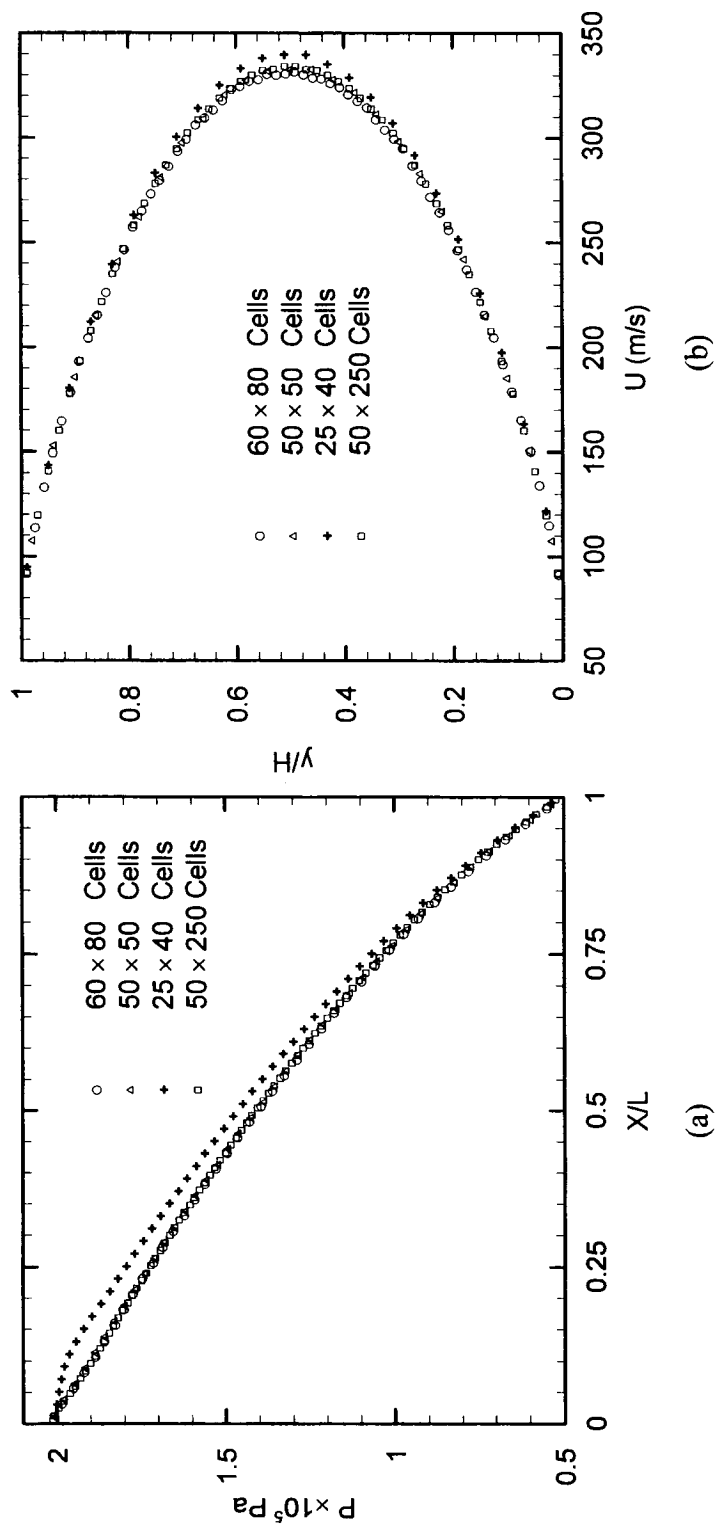 P × 10⁵ Pa
2
1.5
1
0.5
0
0.25
0.5
0.75
1
X/L
60 × 80 Cells
50 × 50 Cells
25 × 40 Cells
50 × 250 Cells
(a)
y/H
1
0.8
0.6
0.4
0.2
0
50
100
150
200
250
300
350
U (m/s)
60 × 80 Cells
50 × 50 Cells
25 × 40 Cells
50 × 250 Cells
(b)